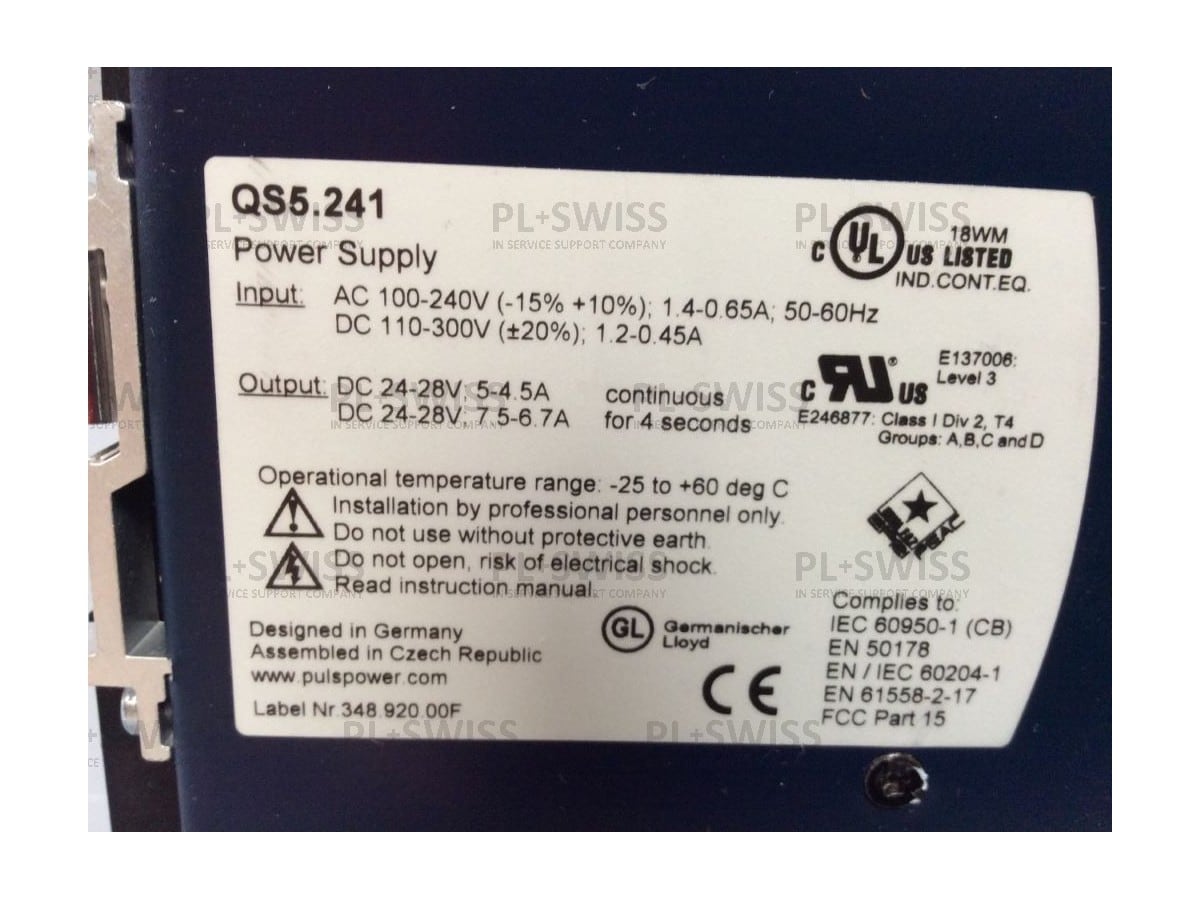 QS5.241
Power Supply
Input: AC 100-240V (-15% +10%); 1.4-0.65A; 50-60Hz
DC 110-300V (±20%); 1.2-0.45A
Output: DC 24-28V; 5-4.5A continuous
DC 24-28V; 7.5-6.7A for 4 seconds
Operational temperature range: -25 to +60 deg C
Installation by professional personnel only.
Do not use without protective earth.
Do not open, risk of electrical shock.
Read instruction manual.
Designed in Germany
Assembled in Czech Republic
www.pulspower.com
Label Nr.348.920.00F
C UL US LISTED
18WM
IND.CONT.EQ.
C RU ® US
E137006:
Level 3
E246877: Class I Div 2, T4
Groups: A,B,C and D
GL Germanischer
Lloyd
CE
Complies to:
IEC 60950-1 (CB)
EN 50178
EN / IEC 60204-1
EN 61558-2-17
FCC Part 15
PL+SWISS
IN SERVICE SUPPORT COMPANY